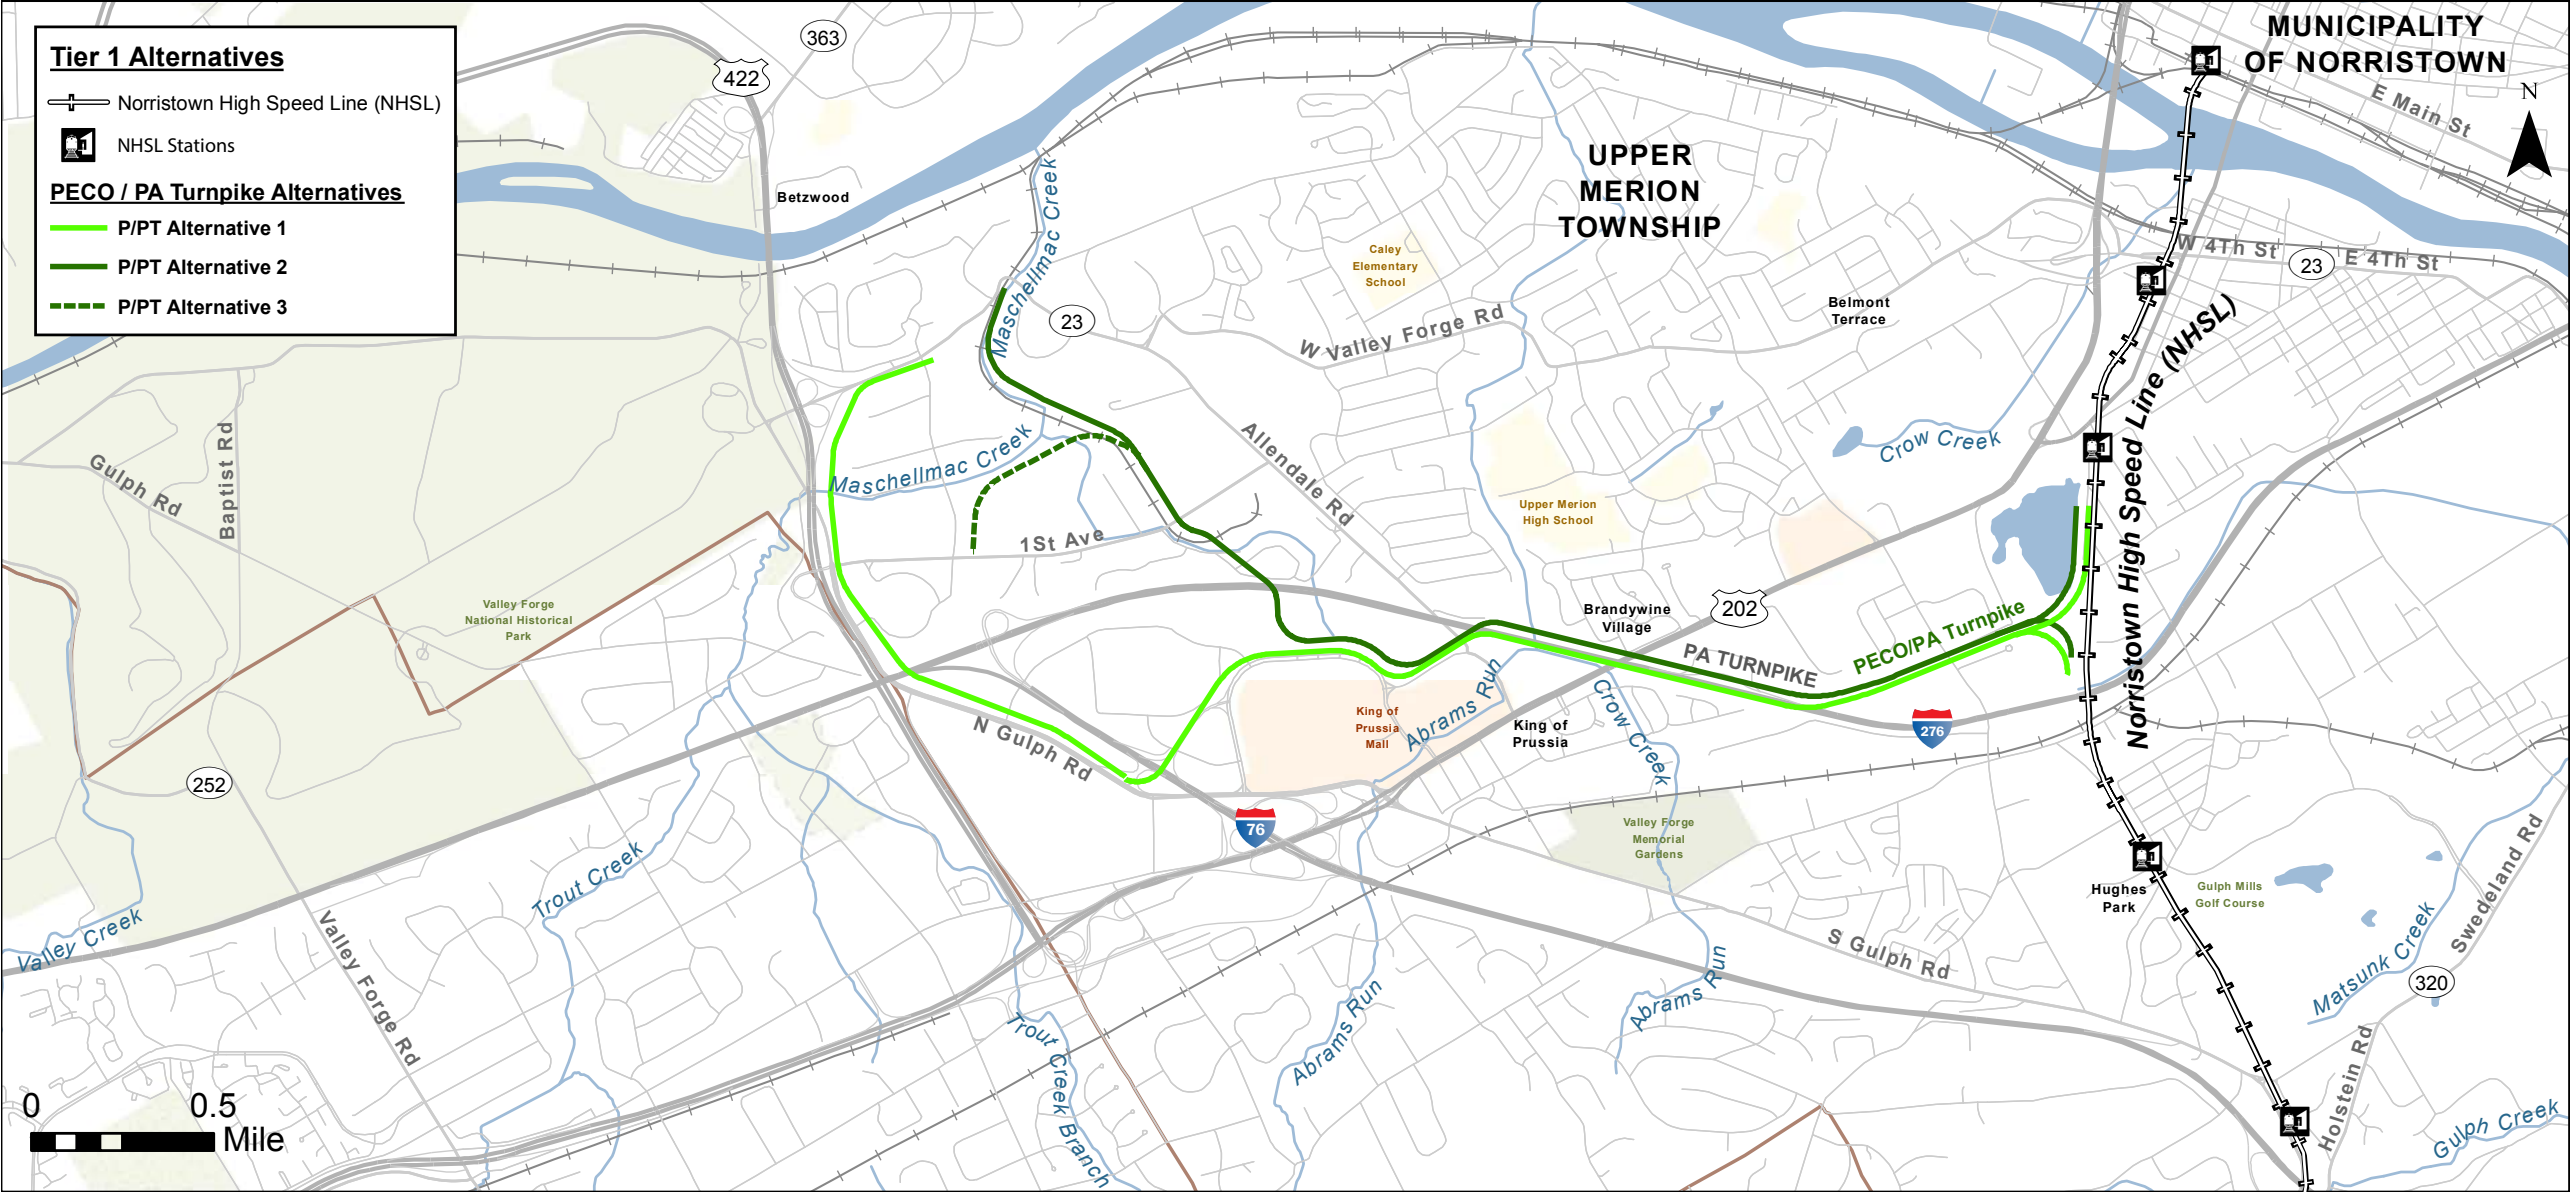 Tier 1 Alternatives
Norristown High Speed Line (NHSL)
NHSL Stations
PECO / PA Turnpike Alternatives
P/PT Alternative 1
P/PT Alternative 2
P/PT Alternative 3
363
422
Betzwood
Maschellmac Creek
23
UPPER
MERION
TOWNSHIP
MUNICIPALITY
OF NORRISTOWN
N
E Main St
W 4Th St
23
E 4Th St
Caley
Elementary
School
W Valley Forge Rd
Belmont
Terrace
Norristown High Speed Line (NHSL)
Gulph Rd
Baptist Rd
Maschellmac Creek
Allendale Rd
Crow Creek
Upper Merion
High School
1St Ave
Valley Forge
National Historical
Park
Brandywine
Village
202
PA TURNPIKE
PECO/PA Turnpike
276
King of
Prussia
Mall
Abrams Run
King of
Prussia
Crow Creek
N Gulph Rd
252
76
Valley Forge
Memorial
Gardens
Hughes
Park
Gulph Mills
Golf Course
Swedeland Rd
Matsunk Creek
320
Trout Creek
Valley Creek
Valley Forge Rd
S Gulph Rd
Abrams Run
Abrams Run
Trout Creek Branch
Holstein Rd
Gulph Creek
0 0.5
Mile